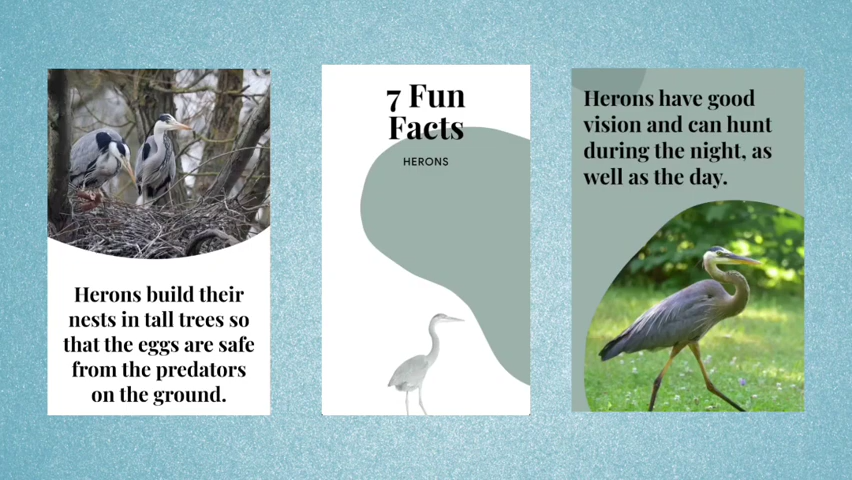 Herons build their
nests in tall trees so
that the eggs are safe
from the predators
on the ground.
7 Fun
Facts
HERONS
Herons have good
vision and can hunt
during the night, as
well as the day.